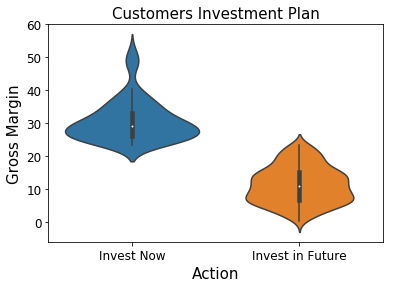 Customers Investment Plan
Gross Margin
60
50
40
30
20
10
0
Invest Now
Invest in Future
Action